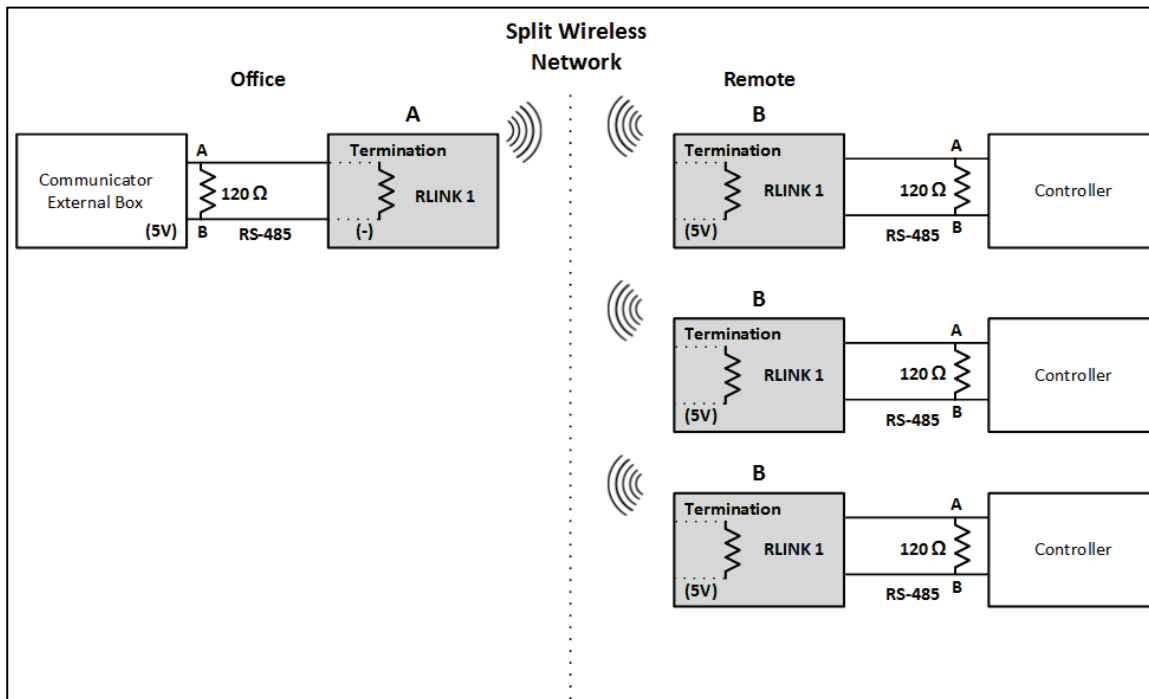 Split Wireless
Network
Office
Remote
A
B
Communicator
External Box
(5V)
A
120 Ω
B
RS-485
Termination
RLINK 1
(-)
Termination
RLINK 1
(5V)
A
120 Ω
B
RS-485
Controller
B
Termination
RLINK 1
(5V)
A
120 Ω
B
RS-485
Controller
B
Termination
RLINK 1
(5V)
A
120 Ω
B
RS-485
Controller